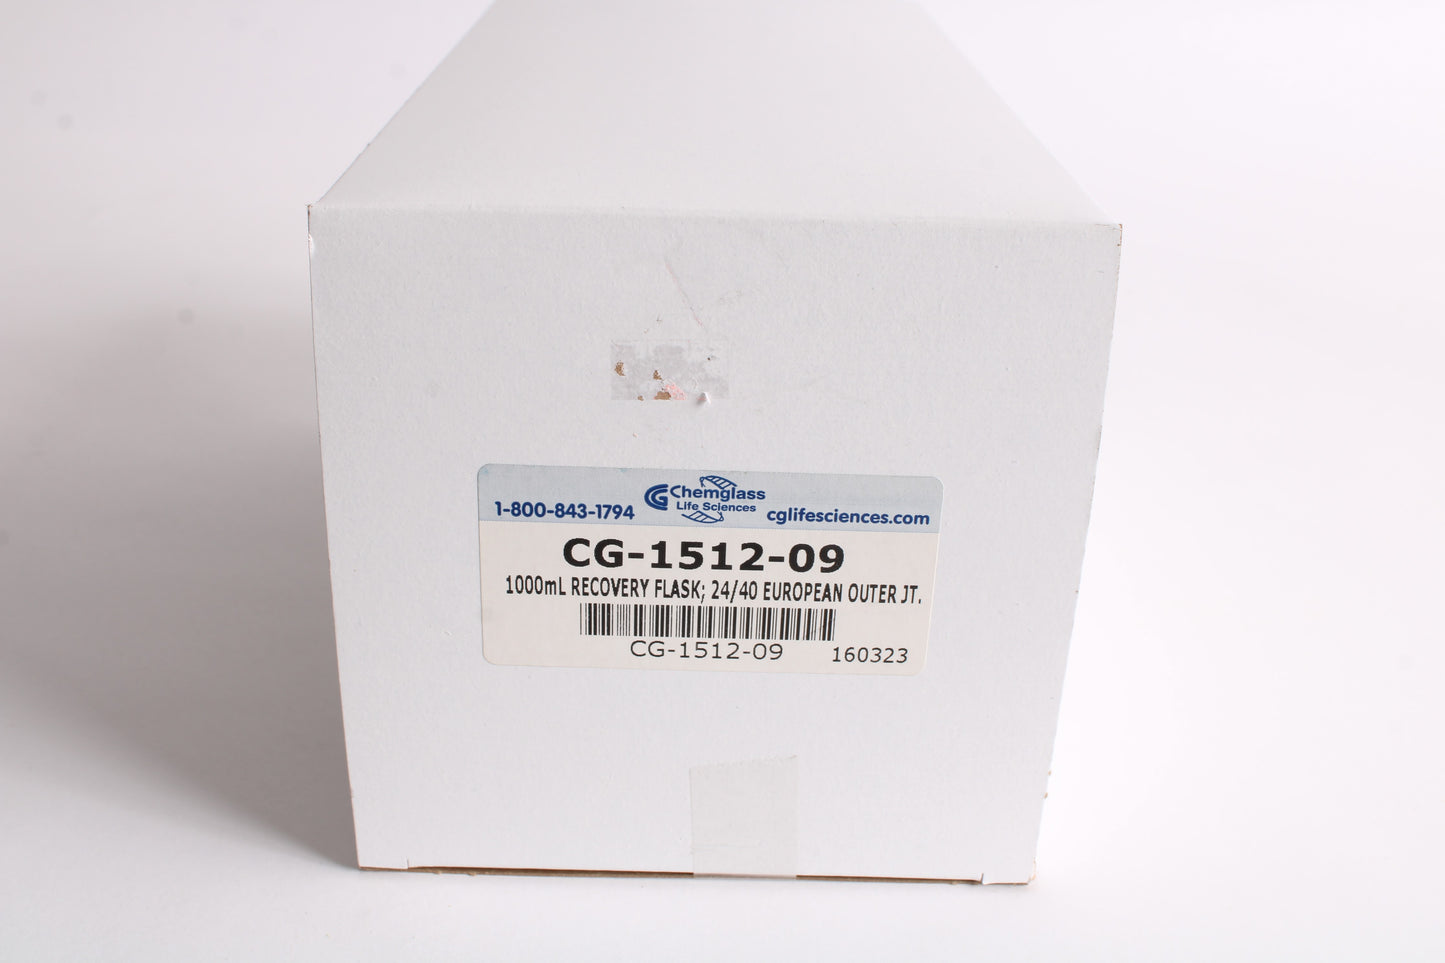 1-800-843-1794
CG Chemglass
Life Sciences
cglifesciences.com
CG-1512-09
1000mL RECOVERY FLASK; 24/40 EUROPEAN OUTER JT.
CG-1512-09
160323